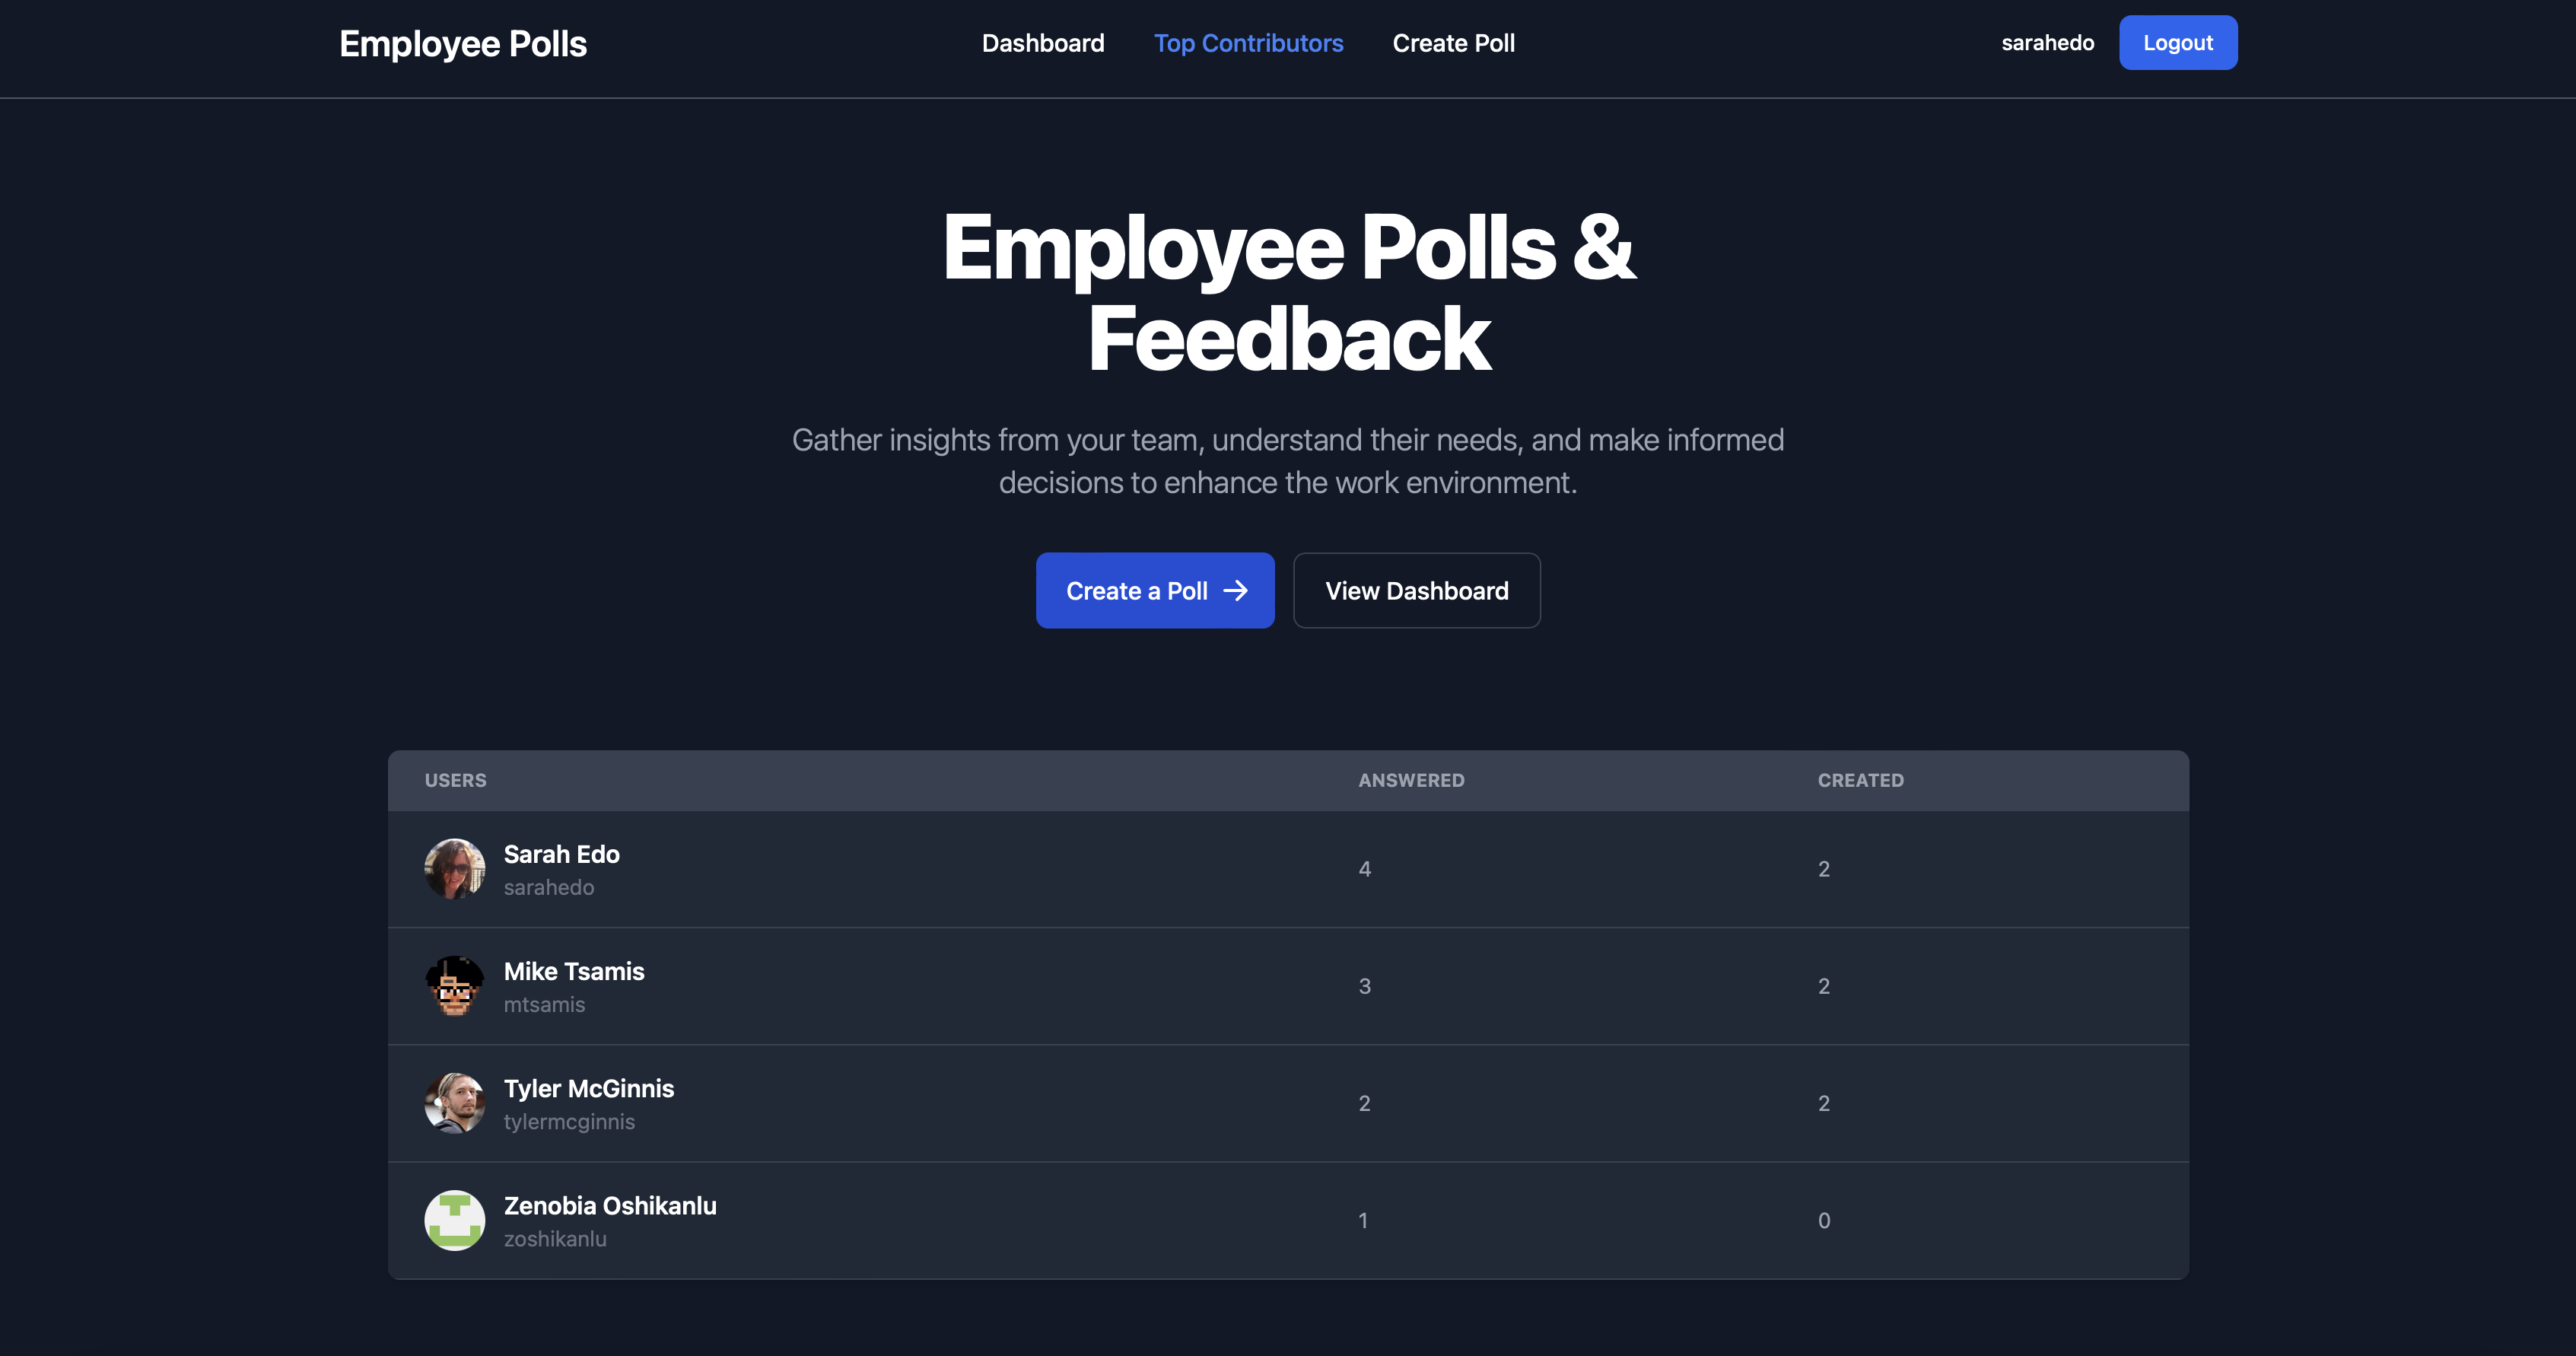 Employee Polls
Dashboard
Top Contributors
Create Poll
sarahedo
Logout
Employee Polls &
Feedback
Gather insights from your team, understand their needs, and make informed
decisions to enhance the work environment.
Create a Poll →
View Dashboard
USERS ANSWERED CREATED
Sarah Edo
sarahedo
4 2
Mike Tsamis
mtsamis
3 2
Tyler McGinnis
tylermcginnis
2 2
Zenobia Oshikanlu
zoshikanlu
1 0